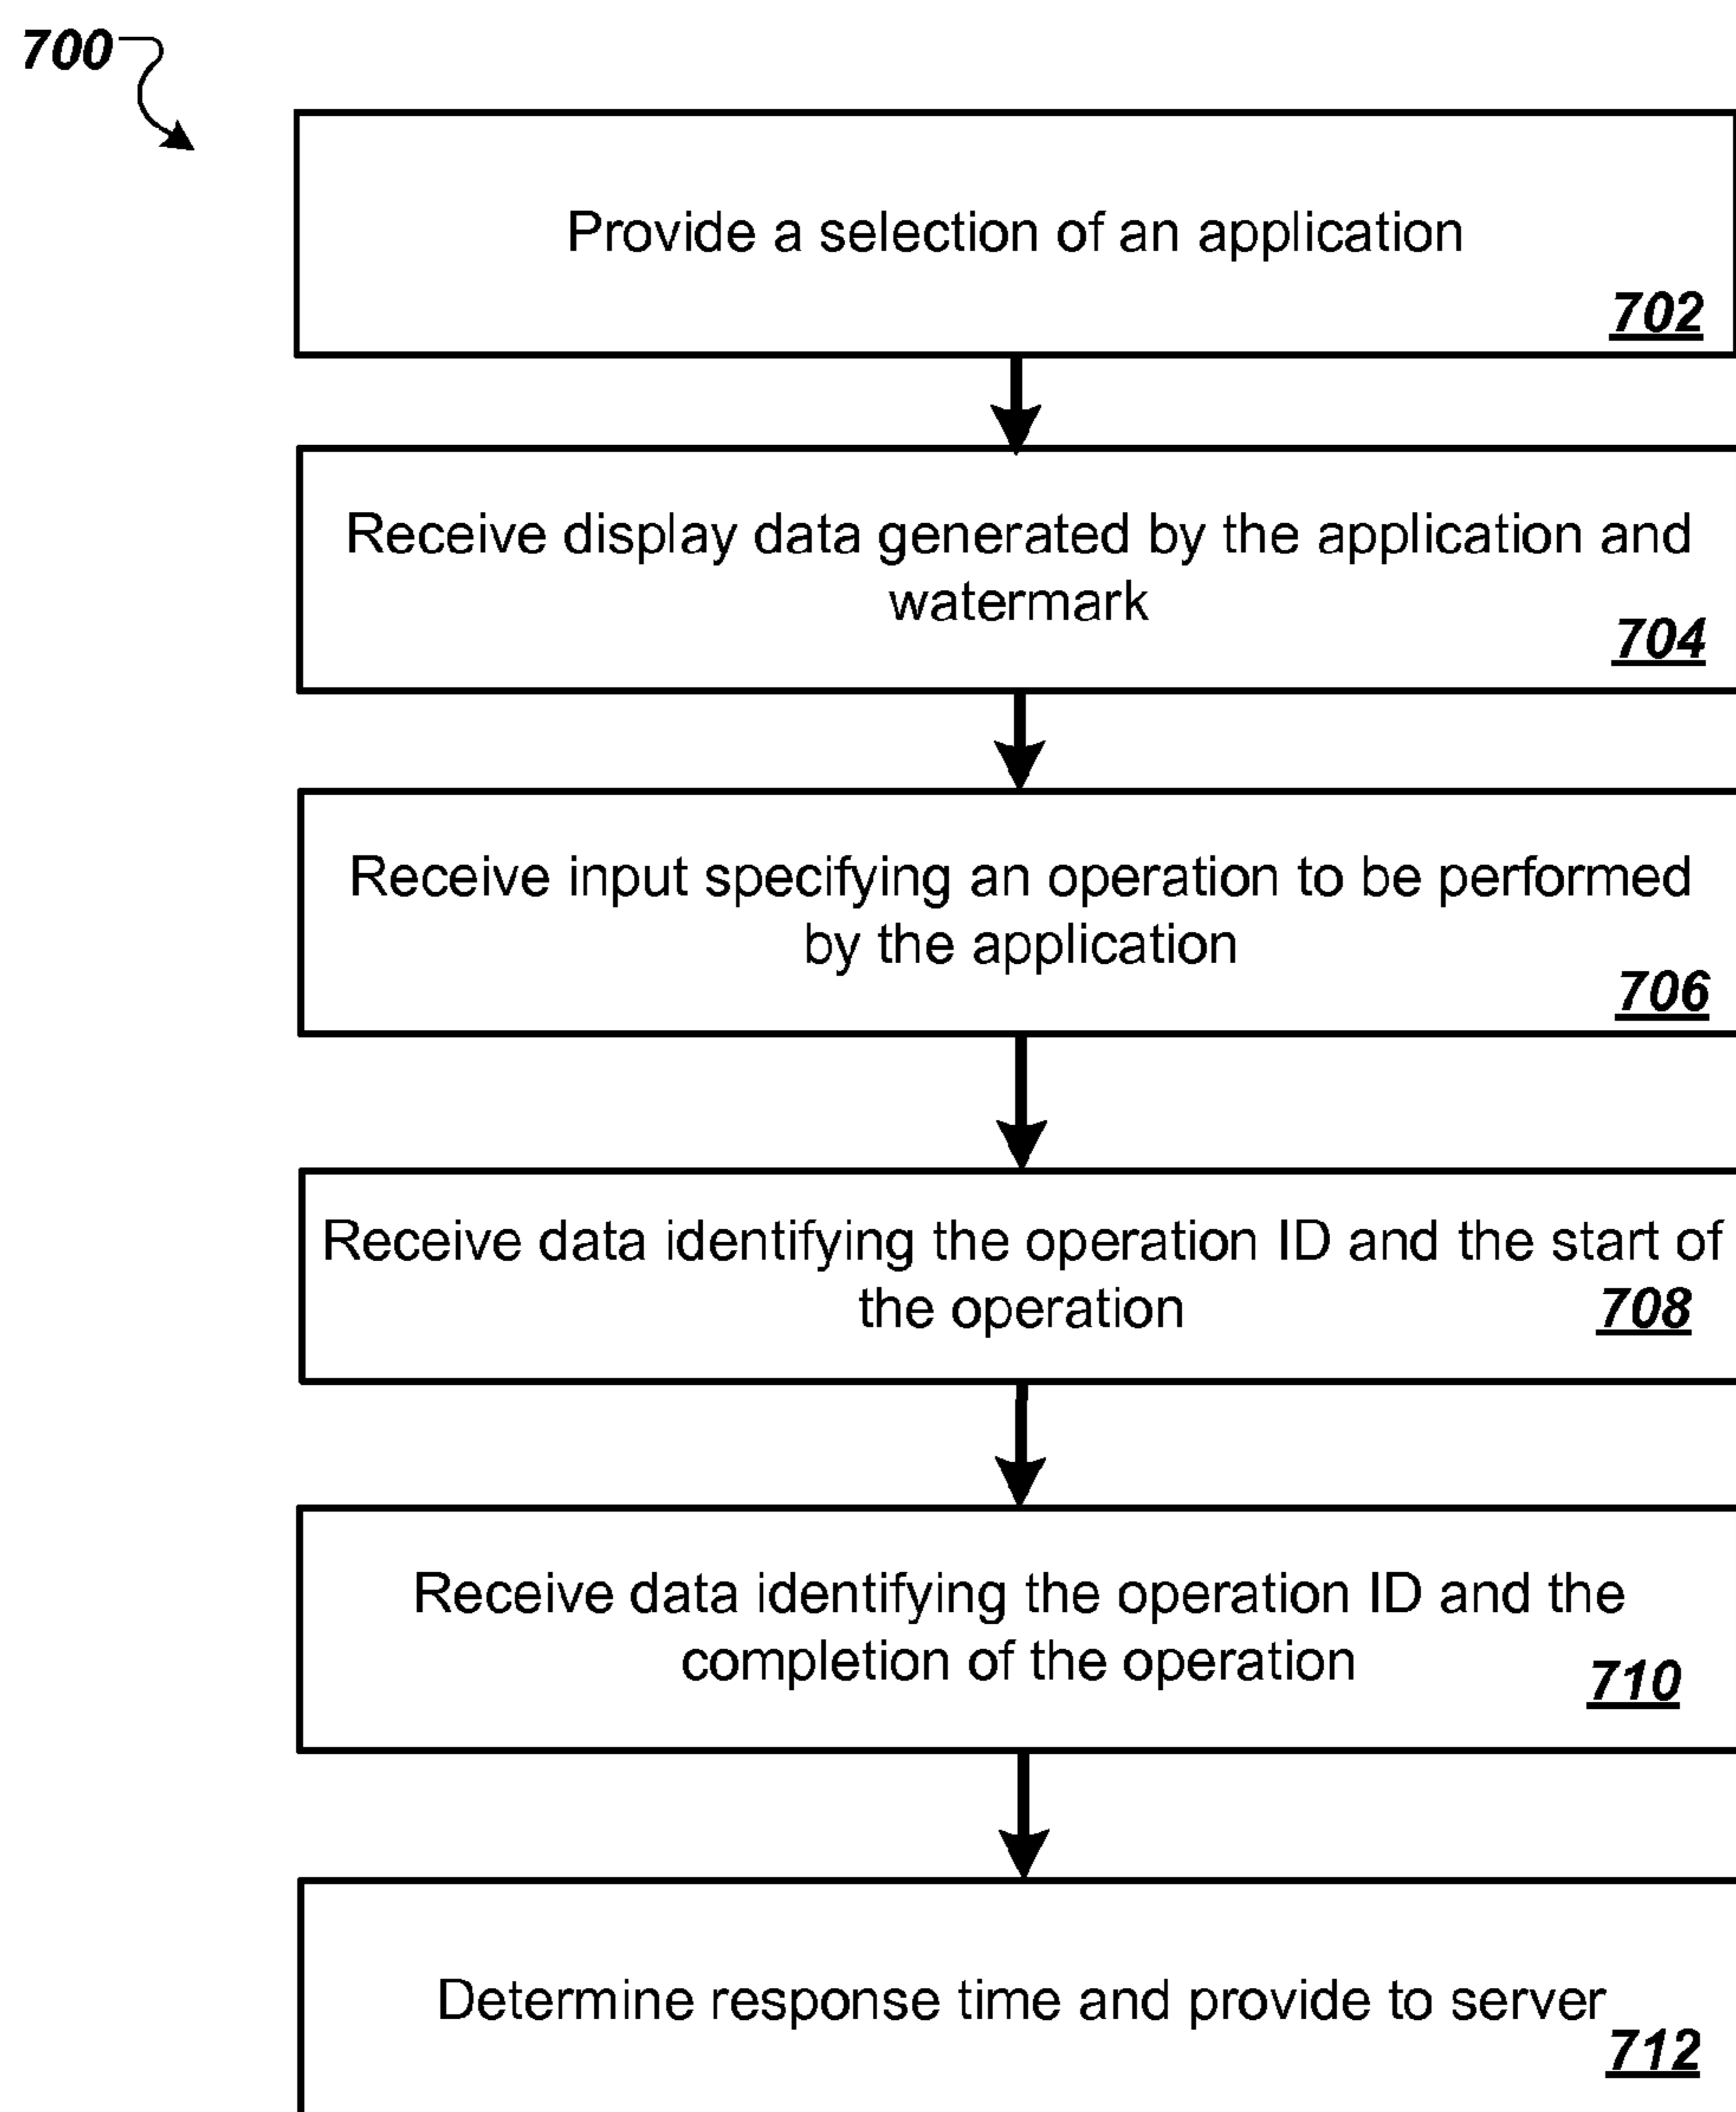 700
Provide a selection of an application
702
Receive display data generated by the application and
watermark
704
Receive input specifying an operation to be performed
by the application
706
Receive data identifying the operation ID and the start of
the operation
708
Receive data identifying the operation ID and the
completion of the operation
710
Determine response time and provide to server
712